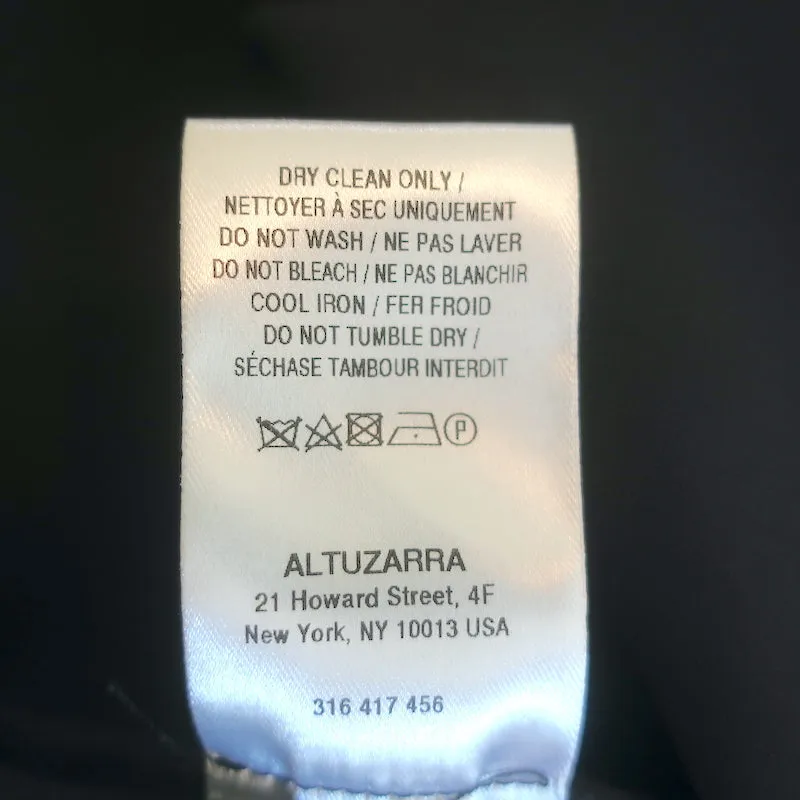 DRY CLEAN ONLY /
NETTOYER À SEC UNIQUEMENT
DO NOT WASH / NE PAS LAVER
DO NOT BLEACH / NE PAS BLANCHIR
COOL IRON / FER FROID
DO NOT TUMBLE DRY /
SÉCHASE TAMBOUR INTERDIT
P
ALTUZARRA
21 Howard Street, 4F
New York, NY 10013 USA
316 417 456